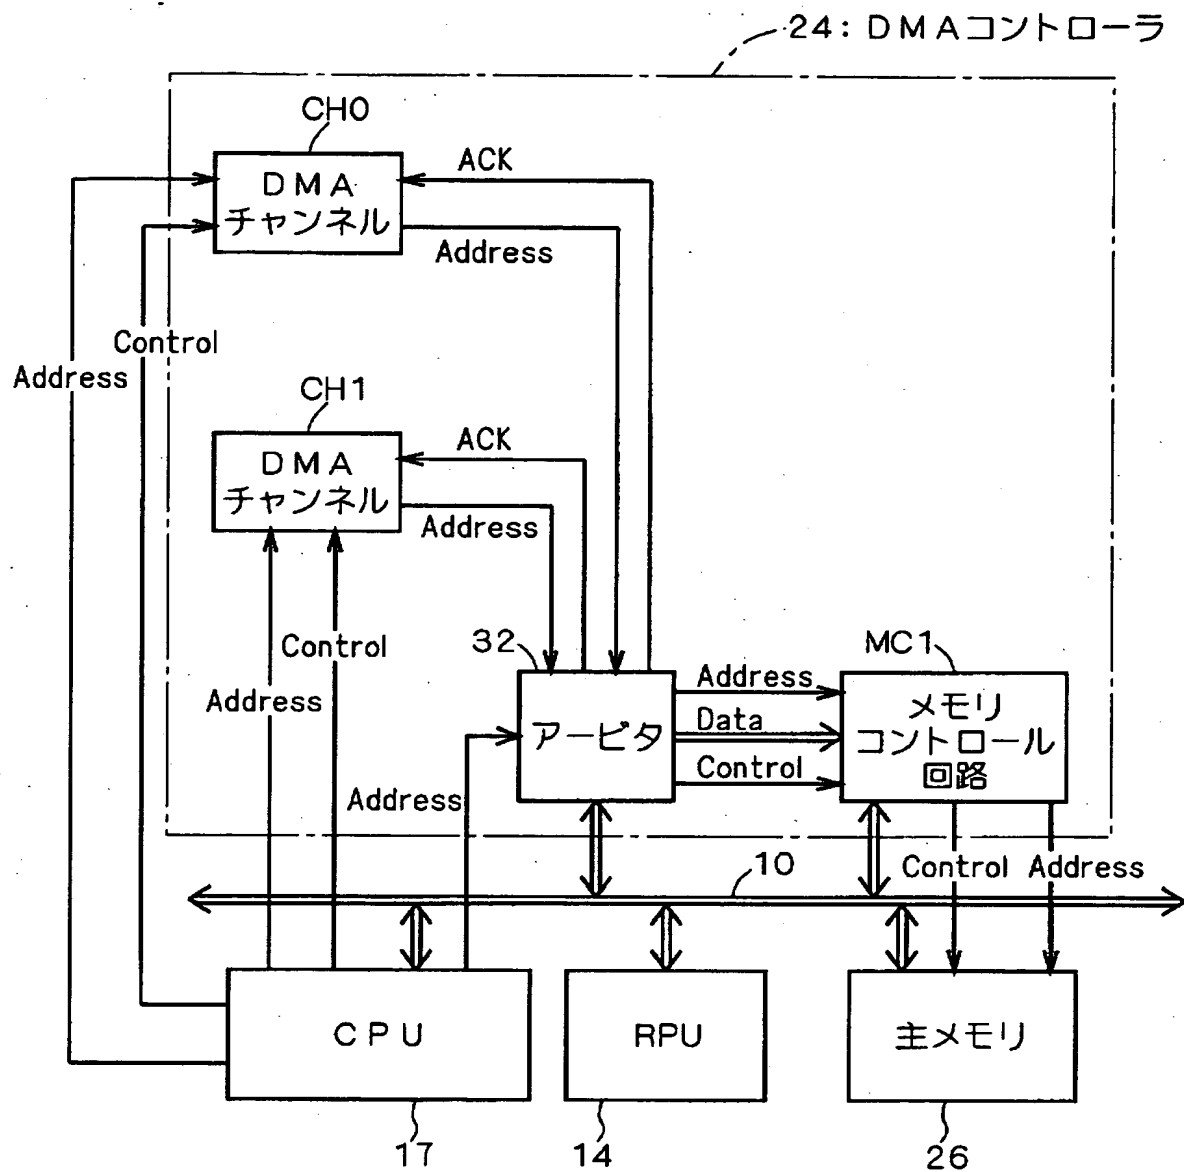 24:DMAコントローラ
CH0
DMA
チャンネル
ACK
Address
Control
Address
CH1
DMA
チャンネル
ACK
Address
Control
Address
32
アービタ
Address
Data
Control
MC1
メモリ
コントロール
回路
Address
Control Address
10
CPU
RPU
主メモリ
17
14
26